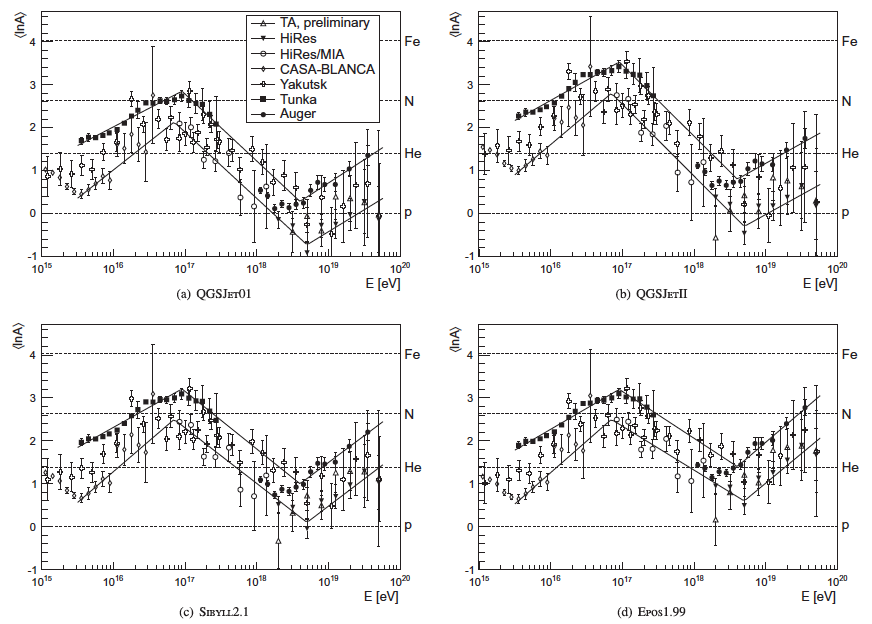 ⟨lnA⟩
4
3
2
1
0
-1
Fe
N
He
p
TA, preliminary
HiRes
HiRes/MIA
CASA-BLANCA
Yakutsk
Tunka
Auger
10^15 10^16 10^17 10^18 10^19 10^20
E [eV]
(a) QGSJET01
⟨lnA⟩
4
3
2
1
0
-1
Fe
N
He
p
10^15 10^16 10^17 10^18 10^19 10^20
E [eV]
(b) QGSJETII
⟨lnA⟩
4
3
2
1
0
-1
Fe
N
He
p
10^15 10^16 10^17 10^18 10^19 10^20
E [eV]
(c) SIBYLL2.1
⟨lnA⟩
4
3
2
1
0
-1
Fe
N
He
p
10^15 10^16 10^17 10^18 10^19 10^20
E [eV]
(d) EPOS1.99